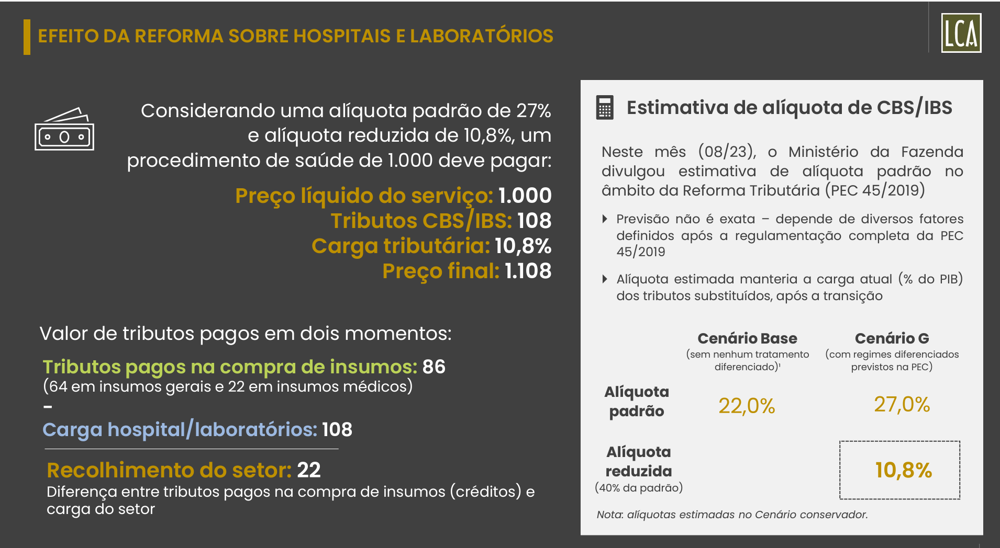 EFEITO DA REFORMA SOBRE HOSPITAIS E LABORATÓRIOS
LCA
Considerando uma alíquota padrão de 27%
e alíquota reduzida de 10,8%, um
procedimento de saúde de 1.000 deve pagar:
Preço líquido do serviço: 1.000
Tributos CBS/IBS: 108
Carga tributária: 10,8%
Preço final: 1.108
Valor de tributos pagos em dois momentos:
Tributos pagos na compra de insumos: 86
(64 em insumos gerais e 22 em insumos médicos)
–
Carga hospital/laboratórios: 108
Recolhimento do setor: 22
Diferença entre tributos pagos na compra de insumos (créditos) e
carga do setor
Estimativa de alíquota de CBS/IBS
Neste mês (08/23), o Ministério da Fazenda
divulgou estimativa de alíquota padrão no
âmbito da Reforma Tributária (PEC 45/2019)
Previsão não é exata – depende de diversos fatores
definidos após a regulamentação completa da PEC
45/2019
Alíquota estimada manteria a carga atual (% do PIB)
dos tributos substituídos, após a transição
Cenário Base
(sem nenhum tratamento
diferenciado)¹
Cenário G
(com regimes diferenciados
previstos na PEC)
Alíquota
padrão
22,0%
27,0%
Alíquota
reduzida
(40% da padrão)
10,8%
Nota: alíquotas estimadas no Cenário conservador.